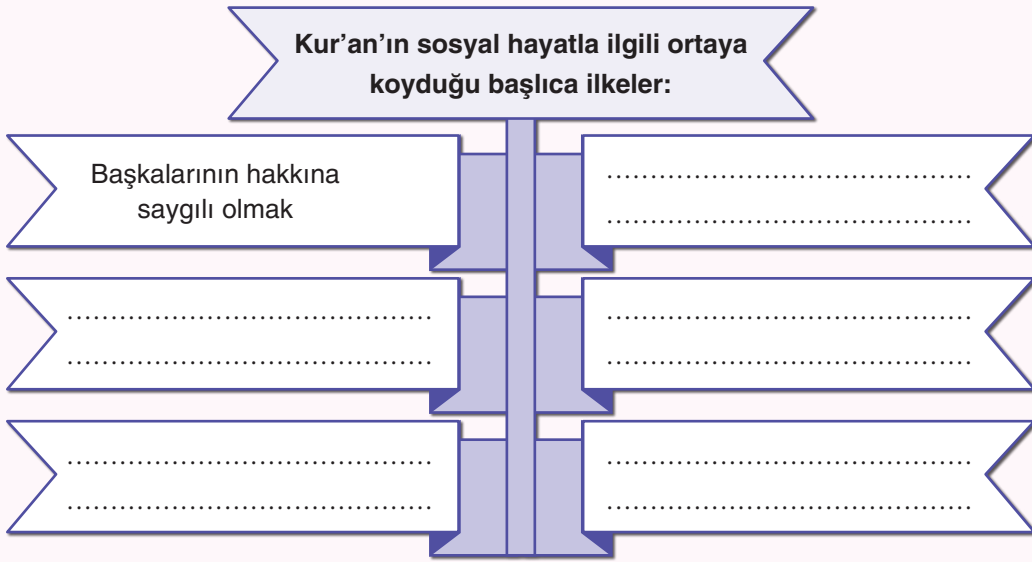 Kur’an’ın sosyal hayatla ilgili ortaya
koyduğu başlıca ilkeler:
Başkalarının hakkına
saygılı olmak
..........................................
..........................................
..........................................
..........................................
..........................................
..........................................
..........................................
..........................................
..........................................
..........................................